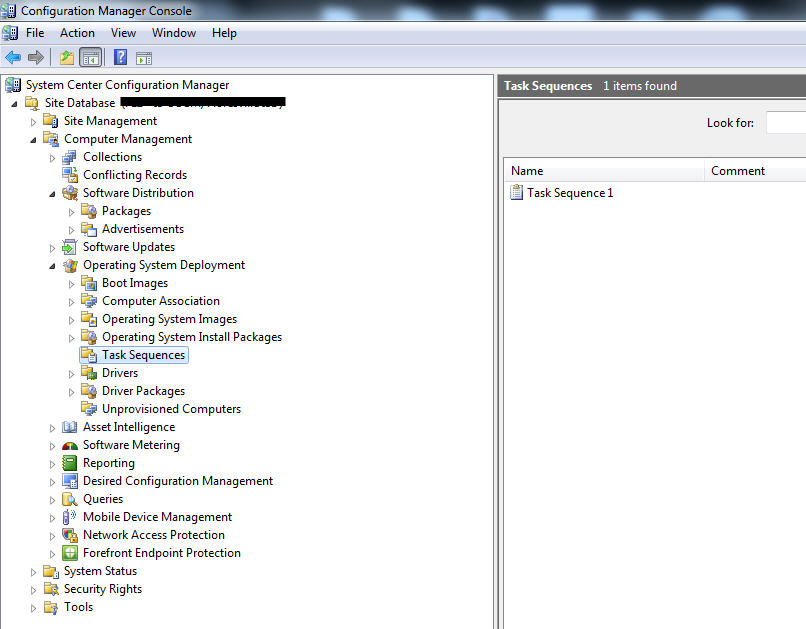 Configuration Manager Console
File Action View Window Help
System Center Configuration Manager
Site Database
Site Management
Computer Management
Collections
Conflicting Records
Software Distribution
Packages
Advertisements
Software Updates
Operating System Deployment
Boot Images
Computer Association
Operating System Images
Operating System Install Packages
Task Sequences
Drivers
Driver Packages
Unprovisioned Computers
Asset Intelligence
Software Metering
Reporting
Desired Configuration Management
Queries
Mobile Device Management
Network Access Protection
Forefront Endpoint Protection
System Status
Security Rights
Tools
Task Sequences 1 items found
Look for:
Name Comment
Task Sequence 1